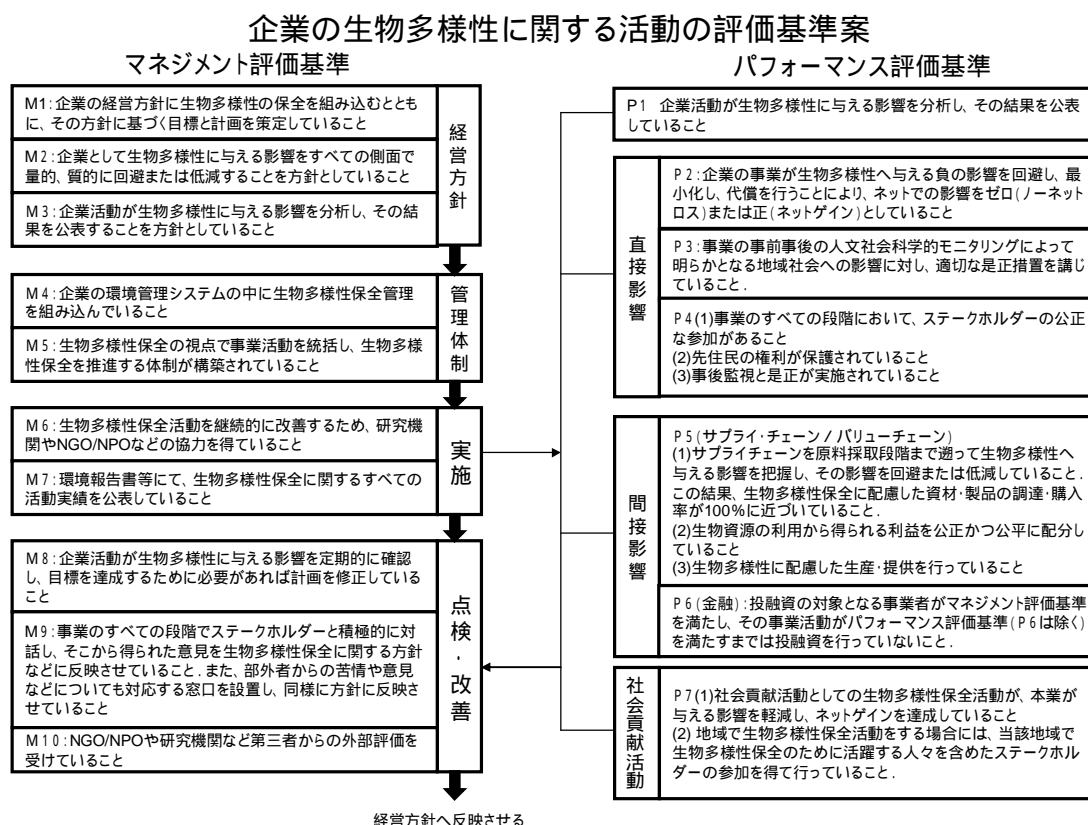 企業の生物多様性に関する活動の評価基準案
マネジメント評価基準
M1:企業の経営方針に生物多様性の保全を組み込むととも
に、その方針に基づく目標と計画を策定していること
M2:企業として生物多様性に与える影響をすべての側面で
量的、質的に回避または低減することを方針としていること
M3:企業活動が生物多様性に与える影響を分析し、その結
果を公表することを方針としていること
経営方針
M4:企業の環境管理システムの中に生物多様性保全管理
を組み込んでいること
M5:生物多様性保全の視点で事業活動を統括し、生物多様
性保全を推進する体制が構築されていること
管理体制
M6:生物多様性保全活動を継続的に改善するため、研究機
関やNGO/NPOなどの協力を得ていること
M7:環境報告書等にて、生物多様性保全に関するすべての
活動実績を公表していること
実施
M8:企業活動が生物多様性に与える影響を定期的に確認
し、目標を達成するために必要があれば計画を修正している
こと
M9:事業のすべての段階でステークホルダーと積極的に対
話し、そこから得られた意見を生物多様性保全に関する方針
などに反映させていること.また、部外者からの苦情や意見
などについても対応する窓口を設置し、同様に方針に反映さ
せていること
M10:NGO/NPOや研究機関など第三者からの外部評価を
受けていること
点検・改善
経営方針へ反映させる
パフォーマンス評価基準
P1 企業活動が生物多様性に与える影響を分析し、その結果を公表
していること
直接影響
P2:企業の事業が生物多様性へ与える負の影響を回避し、最
小化し、代償を行うことにより、ネットでの影響をゼロ(ノーネット
ロス)または正(ネットゲイン)としていること
P3:事業の事前事後の人文社会科学的モニタリングによって
明らかとなる地域社会への影響に対し、適切な是正措置を講じ
ていること.
P4(1)事業のすべての段階において、ステークホルダーの公正
な参加があること
(2)先住民の権利が保護されていること
(3)事後監視と是正が実施されていること
間接影響
P5(サプライ・チェーン/バリューチェーン)
(1)サプライチェーンを原料採取段階まで遡って生物多様性へ
与える影響を把握し、その影響を回避または低減していること.
この結果、生物多様性保全に配慮した資材・製品の調達・購入
率が100%に近づいていること.
(2)生物資源の利用から得られる利益を公正かつ公平に配分し
ていること
(3)生物多様性に配慮した生産・提供を行っていること
P6(金融):投融資の対象となる事業者がマネジメント評価基準
を満たし、その事業活動がパフォーマンス評価基準(P6は除く)
を満たすまでは投融資を行っていないこと.
社会貢献活動
P7(1)社会貢献活動としての生物多様性保全活動が、本業が
与える影響を軽減し、ネットゲインを達成していること
(2) 地域で生物多様性保全活動をする場合には、当該地域で
生物多様性保全のために活躍する人々を含めたステークホル
ダーの参加を得て行っていること.